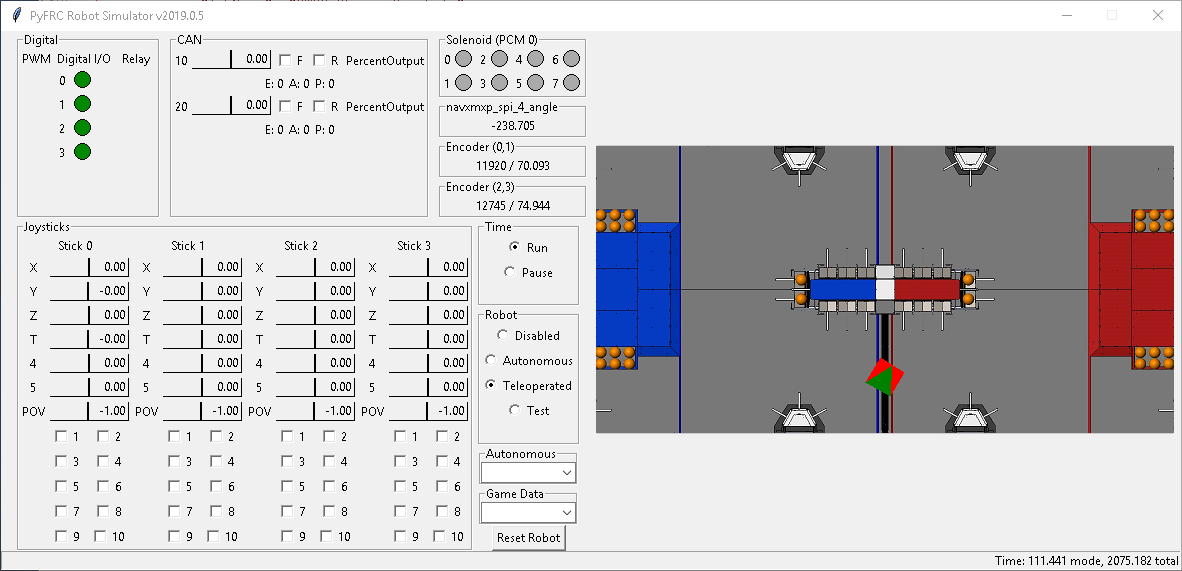 PyFRC Robot Simulator v2019.0.5
Digital
PWM Digital I/O Relay
0
1
2
3
CAN
10 0.00 F R PercentOutput
E: 0 A: 0 P: 0
20 0.00 F R PercentOutput
E: 0 A: 0 P: 0
Solenoid (PCM 0)
0 2 4 6
1 3 5 7
navxmxp_spi_4_angle
-238.705
Encoder (0,1)
11920 / 70.093
Encoder (2,3)
12745 / 74.944
Joysticks
Stick 0 Stick 1 Stick 2 Stick 3
X 0.00 X 0.00 X 0.00 X 0.00
Y -0.00 Y 0.00 Y 0.00 Y 0.00
Z 0.00 Z 0.00 Z 0.00 Z 0.00
T -0.00 T 0.00 T 0.00 T 0.00
4 0.00 4 0.00 4 0.00 4 0.00
5 0.00 5 0.00 5 0.00 5 0.00
POV -1.00 POV -1.00 POV -1.00 POV -1.00
1 2 1 2 1 2 1 2
3 4 3 4 3 4 3 4
5 6 5 6 5 6 5 6
7 8 7 8 7 8 7 8
9 10 9 10 9 10 9 10
Time
Run
Pause
Robot
Disabled
Autonomous
Teleoperated
Test
Autonomous
Game Data
Reset Robot
Time: 111.441 mode, 2075.182 total